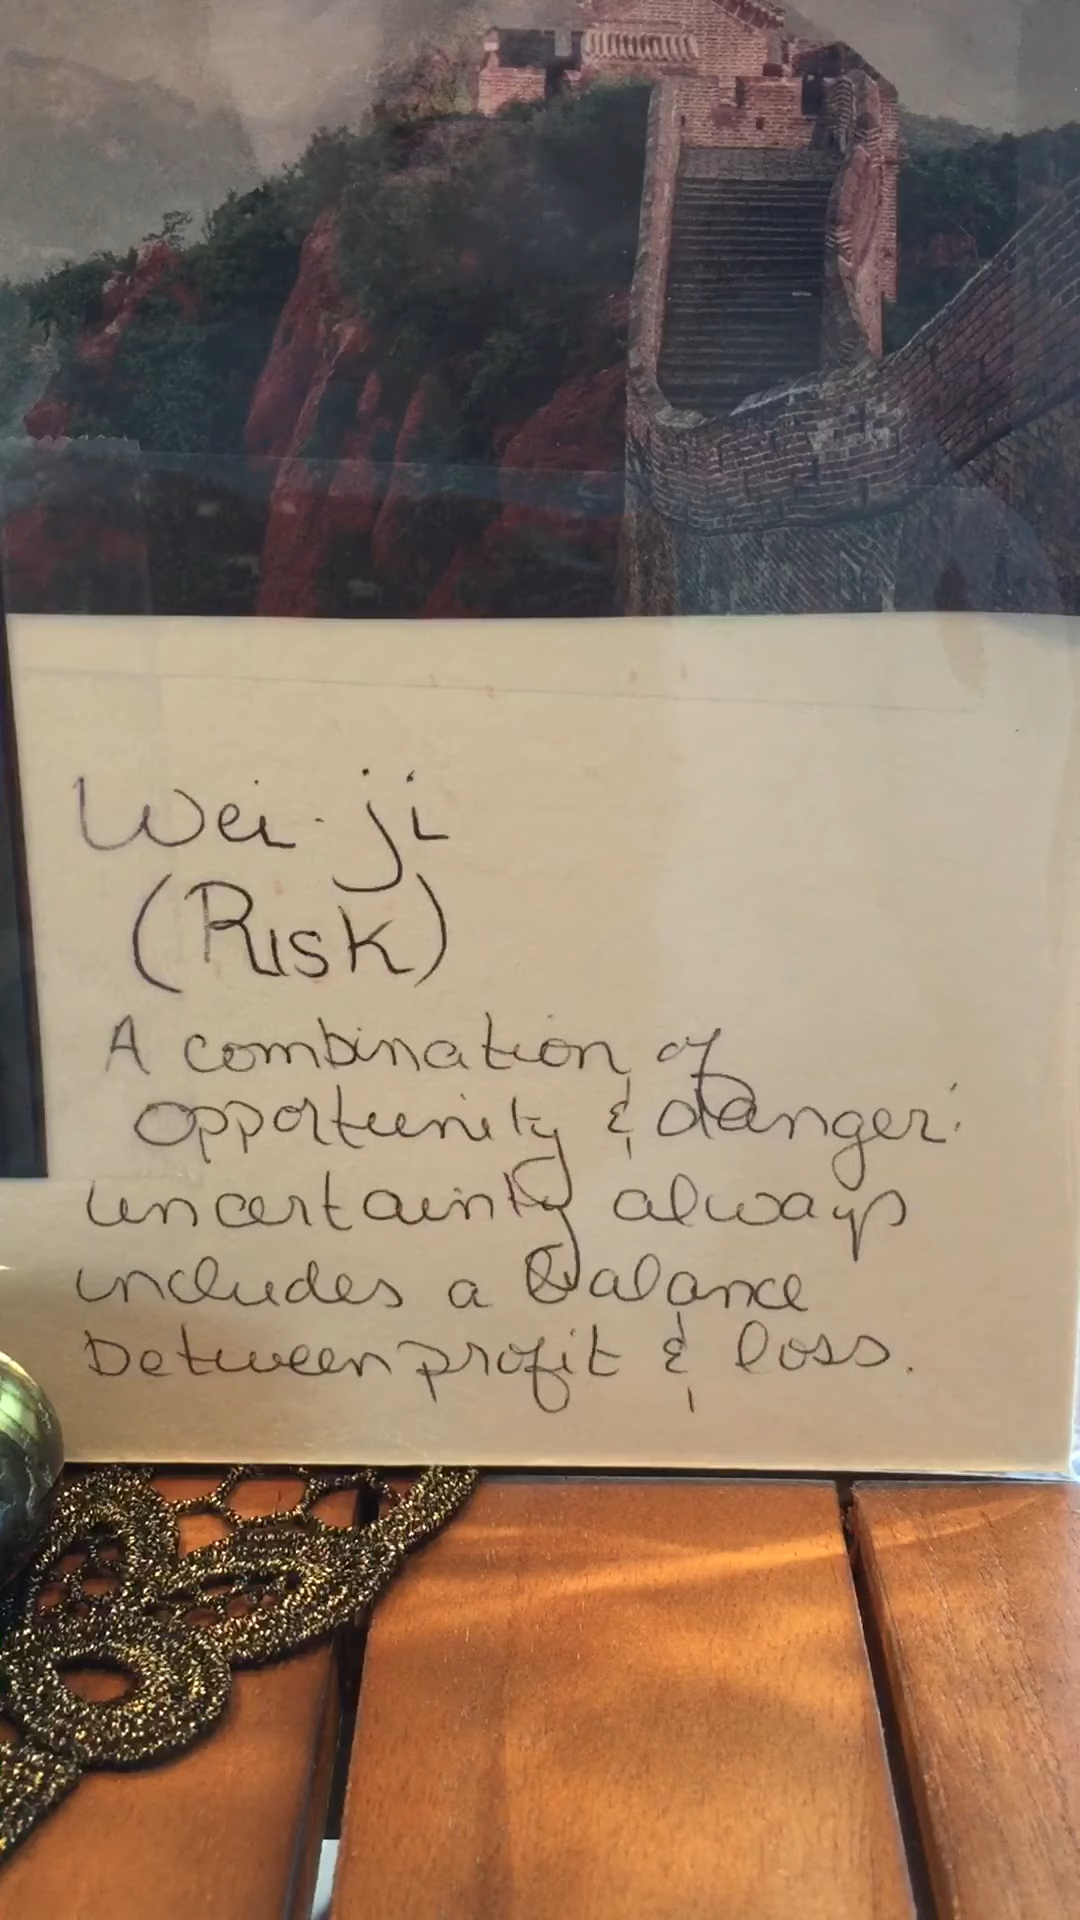 Wei-ji
(Risk)
A combination of
opportunity & danger:
uncertainty always
includes a balance
between profit & loss.